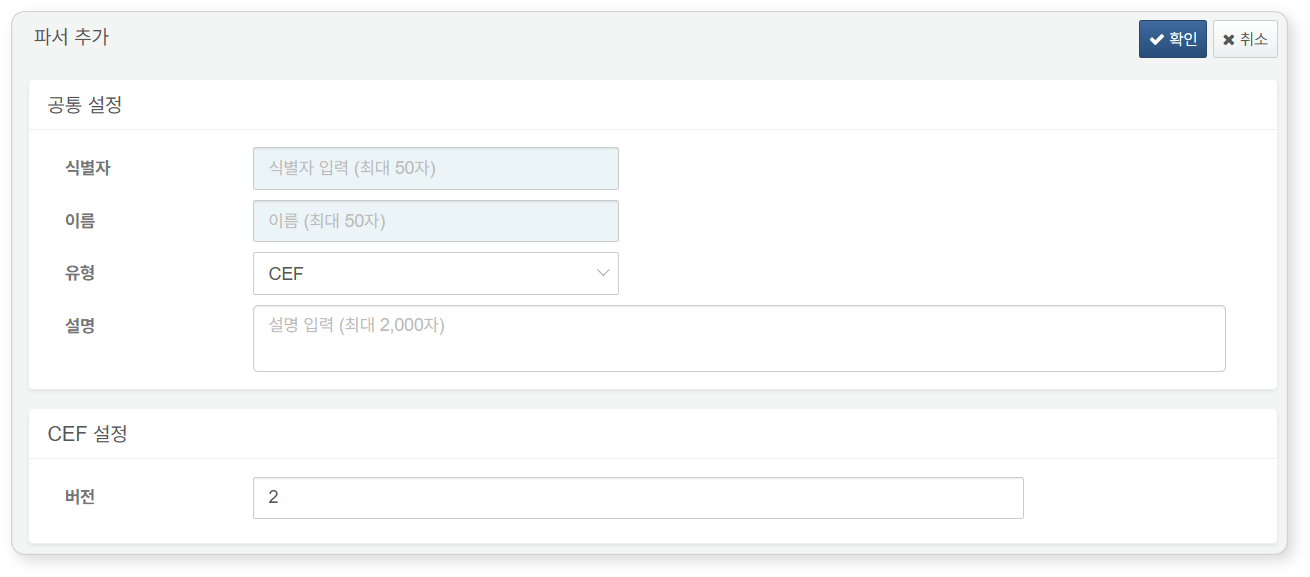 파서 추가
확인
취소
공통 설정
식별자 식별자 입력 (최대 50자)
이름 이름 (최대 50자)
유형 CEF
설명 설명 입력 (최대 2,000자)
CEF 설정
버전 2